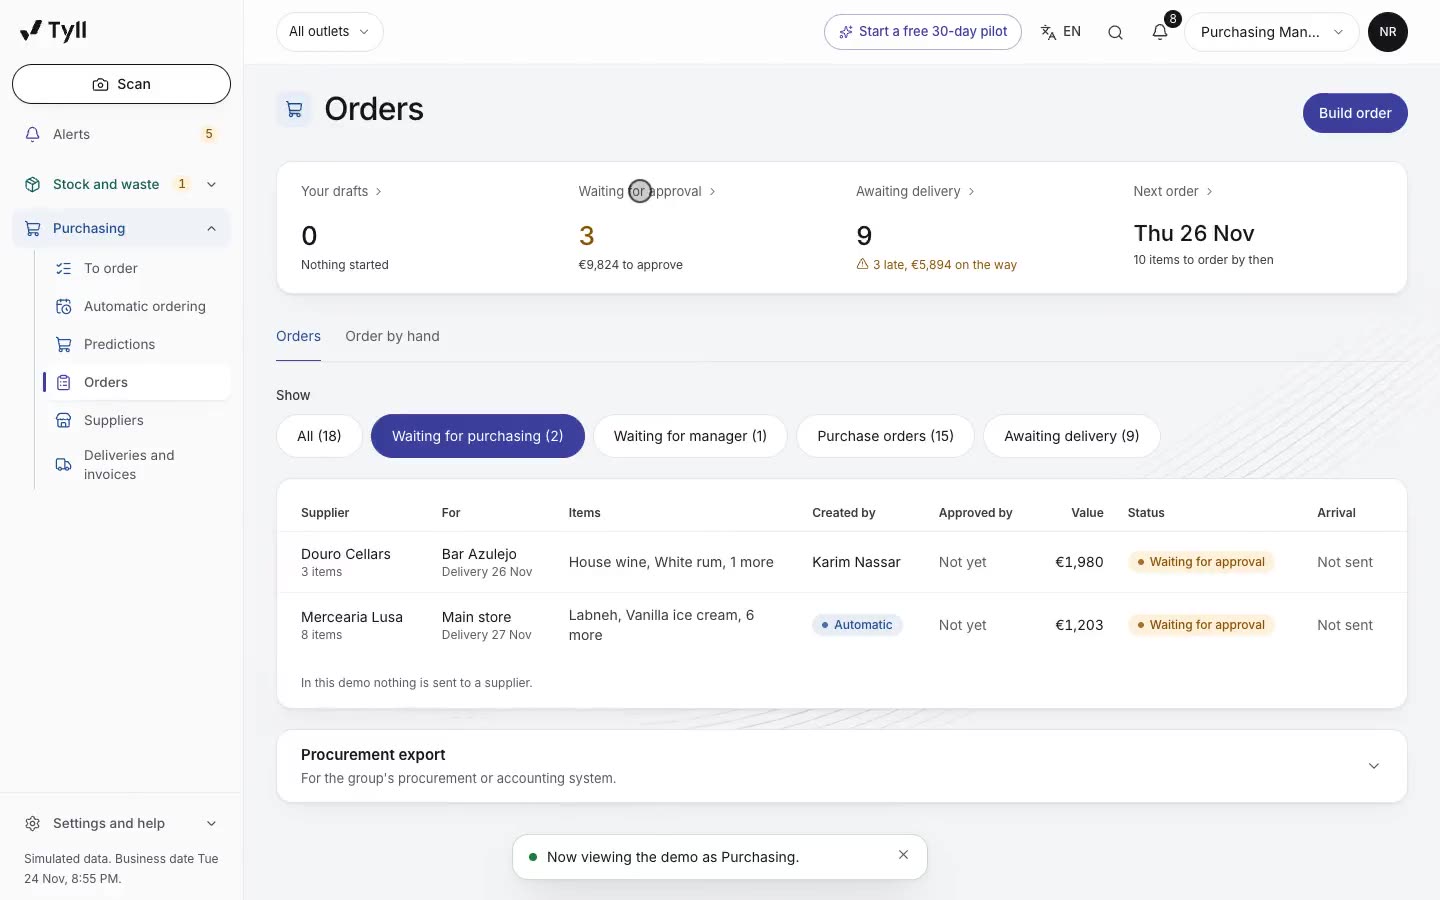 Tyll
All outlets
Start a free 30-day pilot
EN
8
Purchasing Man...
NR
Scan
Alerts
5
Stock and waste
1
Purchasing
To order
Automatic ordering
Predictions
Orders
Suppliers
Deliveries and
invoices
Settings and help
Simulated data. Business date Tue
24 Nov, 8:55 PM.
Orders
Build order
Your drafts
0
Nothing started
Waiting for approval
3
€9,824 to approve
Awaiting delivery
9
3 late, €5,894 on the way
Next order
Thu 26 Nov
10 items to order by then
Orders
Order by hand
Show
All (18)
Waiting for purchasing (2)
Waiting for manager (1)
Purchase orders (15)
Awaiting delivery (9)
Supplier For Items Created by Approved by Value Status Arrival
Douro Cellars Bar Azulejo House wine, White rum, 1 more Karim Nassar Not yet €1,980 Waiting for approval Not sent
3 items Delivery 26 Nov
Mercearia Lusa Main store Labneh, Vanilla ice cream, 6 Automatic Not yet €1,203 Waiting for approval Not sent
8 items Delivery 27 Nov more
In this demo nothing is sent to a supplier.
Procurement export
For the group's procurement or accounting system.
Now viewing the demo as Purchasing.